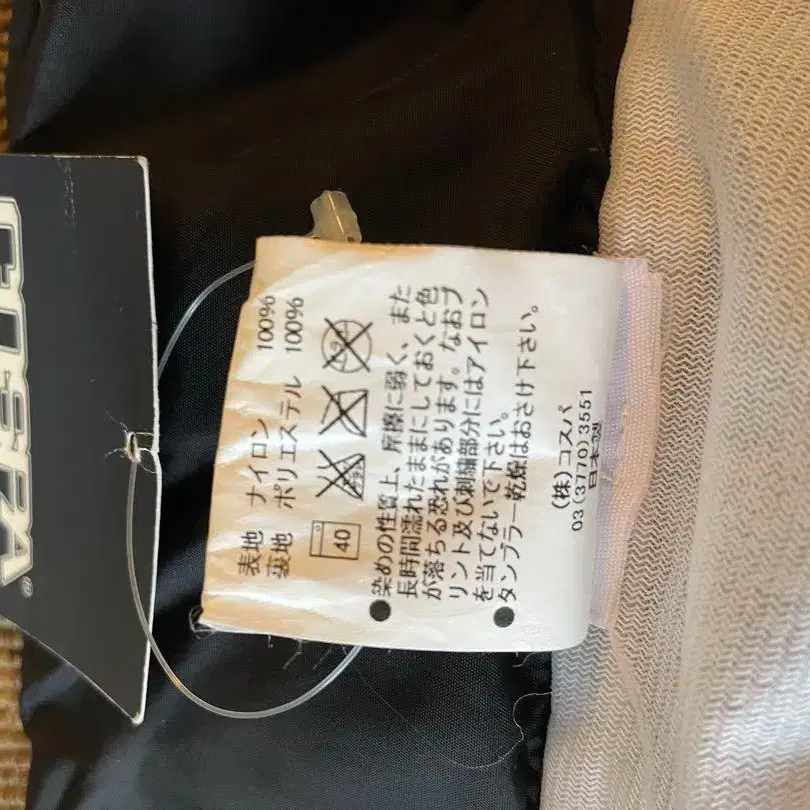 COSPA®
表地 ナイロン 100%
裏地 ポリエステル 100%
40
●染めの性質上、摩擦に弱く、また
長時間濡れたままにしておくと色
が落ちる恐れがあります。なおプ
リント及び刺繍部分にはアイロン
を当てないで下さい。
●タンブラー乾燥はおさけ下さい。
(株)コスパ
03(3770)3551
日本製